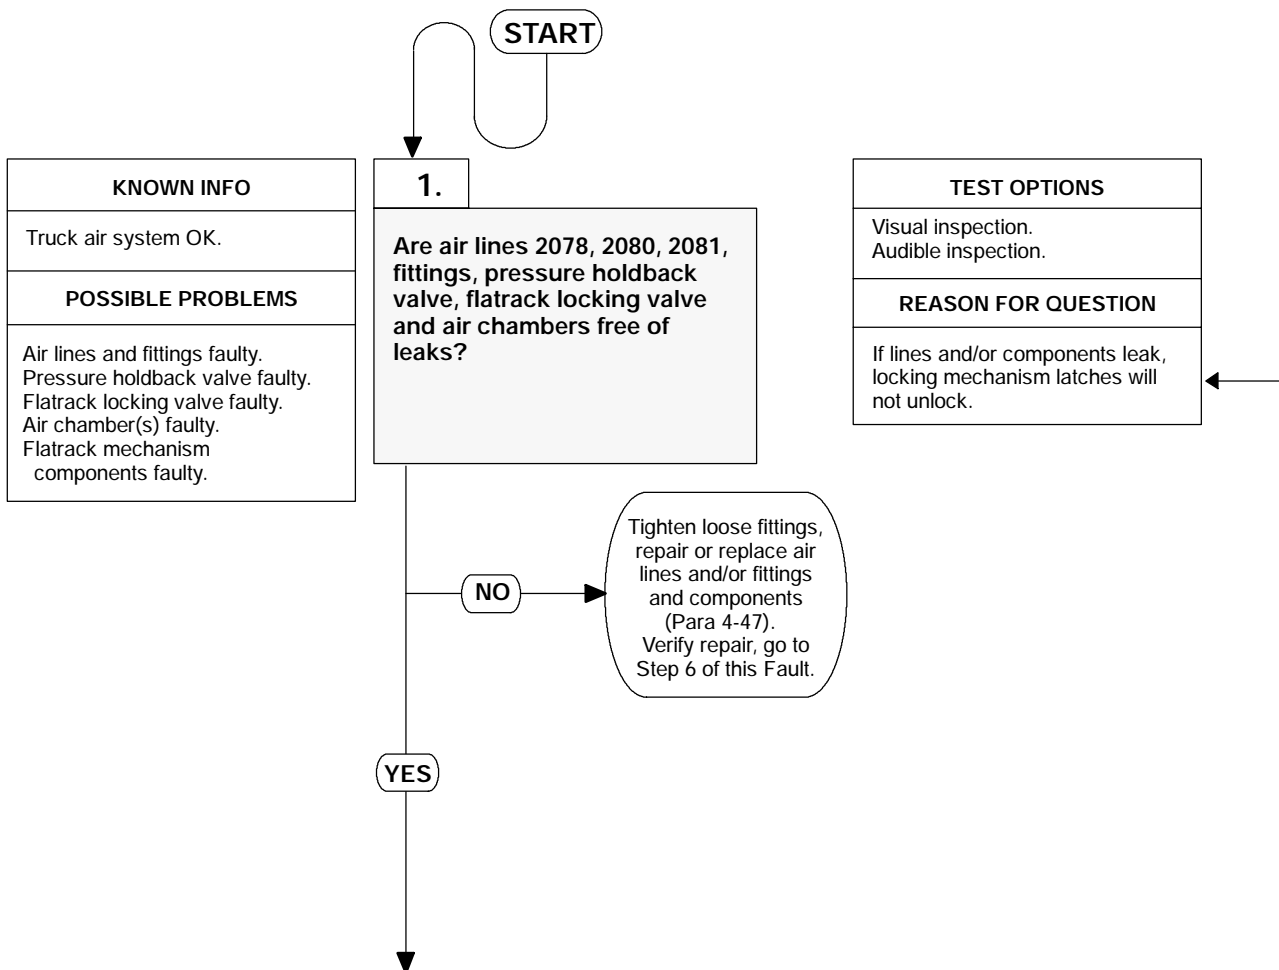 START
KNOWN INFO
Truck air system OK.
POSSIBLE PROBLEMS
Air lines and fittings faulty.
Pressure holdback valve faulty.
Flatrack locking valve faulty.
Air chamber(s) faulty.
Flatrack mechanism
components faulty.
1.
Are air lines 2078, 2080, 2081,
fittings, pressure holdback
valve, flatrack locking valve
and air chambers free of
leaks?
TEST OPTIONS
Visual inspection.
Audible inspection.
REASON FOR QUESTION
If lines and/or components leak,
locking mechanism latches will
not unlock.
NO
Tighten loose fittings,
repair or replace air
lines and/or fittings
and components
(Para 4-47).
Verify repair, go to
Step 6 of this Fault.
YES